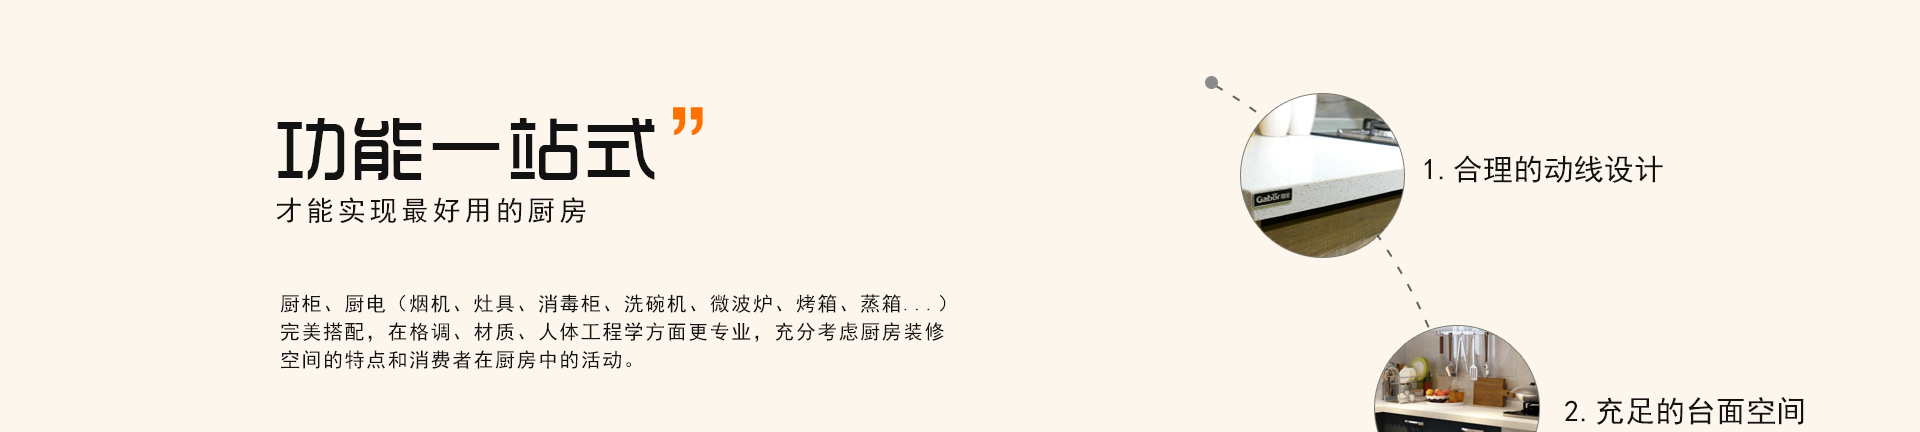 功能一站式”
才能实现最好用的厨房
厨柜、厨电（烟机、灶具、消毒柜、洗碗机、微波炉、烤箱、蒸箱...）
完美搭配，在格调、材质、人体工程学方面更专业，充分考虑厨房装修
空间的特点和消费者在厨房中的活动。
1.合理的动线设计
Gabor
2.充足的台面空间